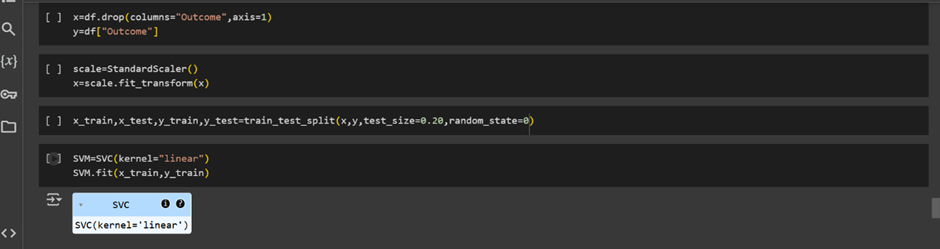 [ ] x=df.drop(columns="Outcome",axis=1)
y=df["Outcome"]
[ ] scale=StandardScaler()
x=scale.fit_transform(x)
[ ] x_train,x_test,y_train,y_test=train_test_split(x,y,test_size=0.20,random_state=0)
SVM=SVC(kernel="linear")
SVM.fit(x_train,y_train)
SVC
SVC(kernel='linear')